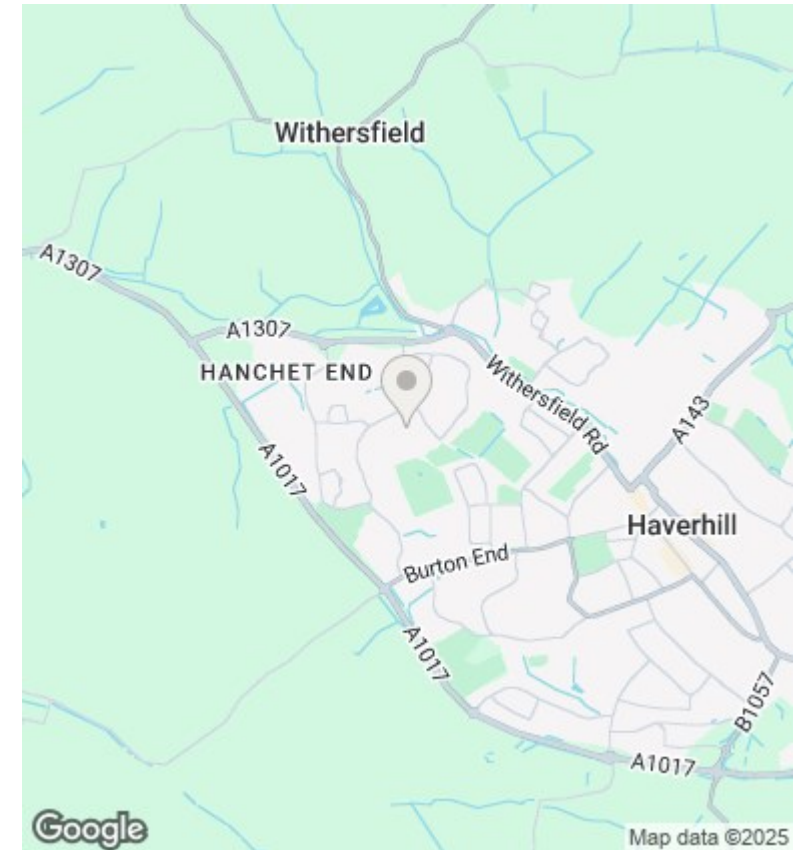 Withersfield
A1307
A1307
HANCHET END
Withersfield Rd
A143
A1017
Haverhill
Burton End
A1017
B1057
A1017
Google
Map data ©2025